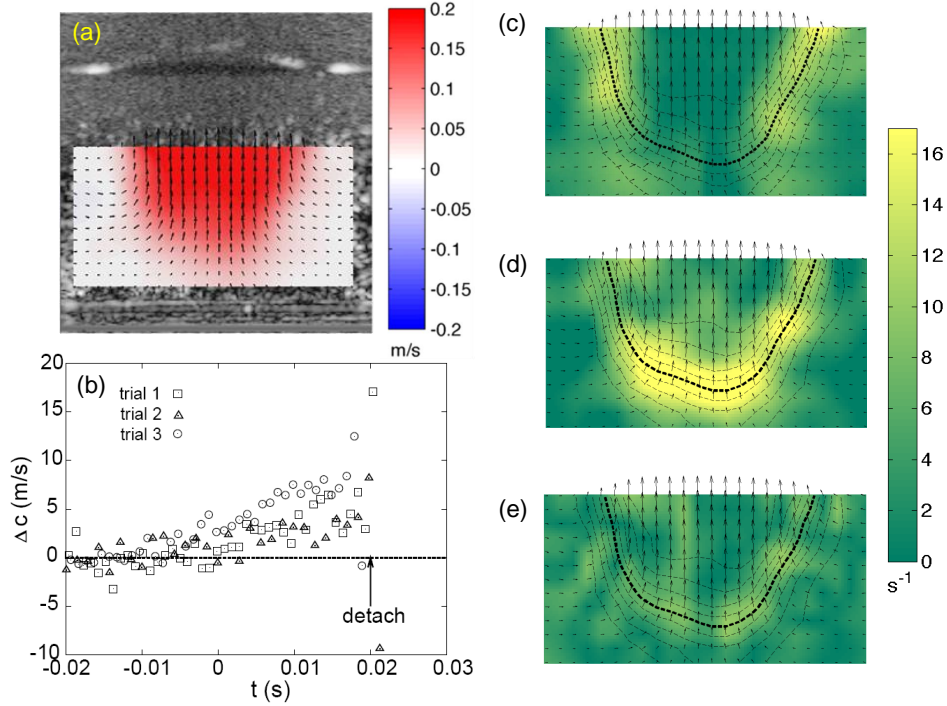 (a)
0.2
0.15
0.1
0.05
0
-0.05
-0.1
-0.15
-0.2
m/s
(b)
trial 1
trial 2
trial 3
20
15
10
5
0
-5
-10
Δ c (m/s)
detach
-0.02
-0.01
0
0.01
0.02
0.03
t (s)
(c)
(d)
(e)
16
14
12
10
8
6
4
2
0
s⁻¹